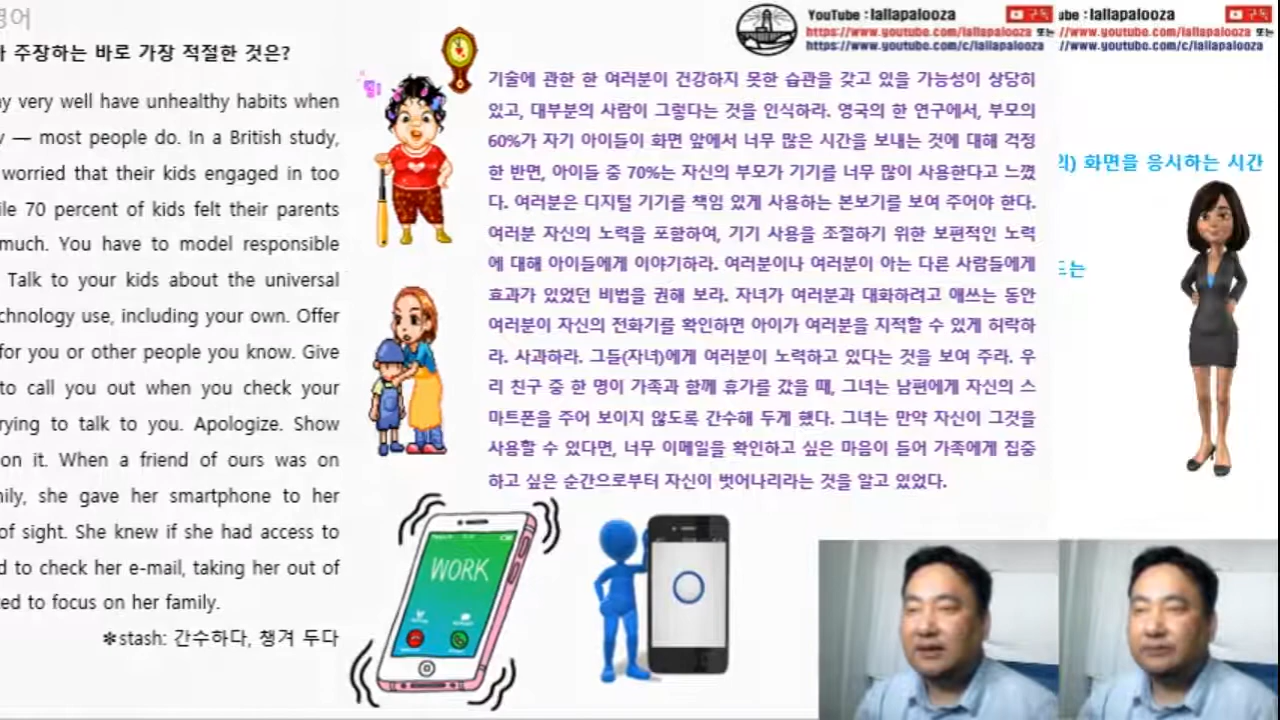 영어
가 주장하는 바로 가장 적절한 것은?
ay very well have unhealthy habits when
y — most people do. In a British study,
worried that their kids engaged in too
ile 70 percent of kids felt their parents
much. You have to model responsible
Talk to your kids about the universal
chnology use, including your own. Offer
for you or other people you know. Give
to call you out when you check your
rying to talk to you. Apologize. Show
on it. When a friend of ours was on
mily, she gave her smartphone to her
of sight. She knew if she had access to
d to check her e-mail, taking her out of
ed to focus on her family.
*stash: 간수하다, 챙겨 두다
기술에 관한 한 여러분이 건강하지 못한 습관을 갖고 있을 가능성이 상당히
있고, 대부분의 사람이 그렇다는 것을 인식하라. 영국의 한 연구에서, 부모의
60%가 자기 아이들이 화면 앞에서 너무 많은 시간을 보내는 것에 대해 걱정
한 반면, 아이들 중 70%는 자신의 부모가 기기를 너무 많이 사용한다고 느꼈
다. 여러분은 디지털 기기를 책임 있게 사용하는 본보기를 보여 주어야 한다.
여러분 자신의 노력을 포함하여, 기기 사용을 조절하기 위한 보편적인 노력
에 대해 아이들에게 이야기하라. 여러분이나 여러분이 아는 다른 사람들에게
효과가 있었던 비법을 권해 보라. 자녀가 여러분과 대화하려고 애쓰는 동안
여러분이 자신의 전화기를 확인하면 아이가 여러분을 지적할 수 있게 허락하
라. 사과하라. 그들(자녀)에게 여러분이 노력하고 있다는 것을 보여 주라. 우
리 친구 중 한 명이 가족과 함께 휴가를 갔을 때, 그녀는 남편에게 자신의 스
마트폰을 주어 보이지 않도록 간수해 두게 했다. 그녀는 만약 자신이 그것을
사용할 수 있다면, 너무 이메일을 확인하고 싶은 마음이 들어 가족에게 집중
하고 싶은 순간으로부터 자신이 벗어나리라는 것을 알고 있었다.
WORK
YouTube : lallapalooza 구독
https://www.youtube.com/lallapalooza 또는
https://www.youtube.com/c/lallapalooza
ube : lallapalooza 구독
//www.youtube.com/lallapalooza 또는
//www.youtube.com/c/lallapalooza
의) 화면을 응시하는 시간
또는